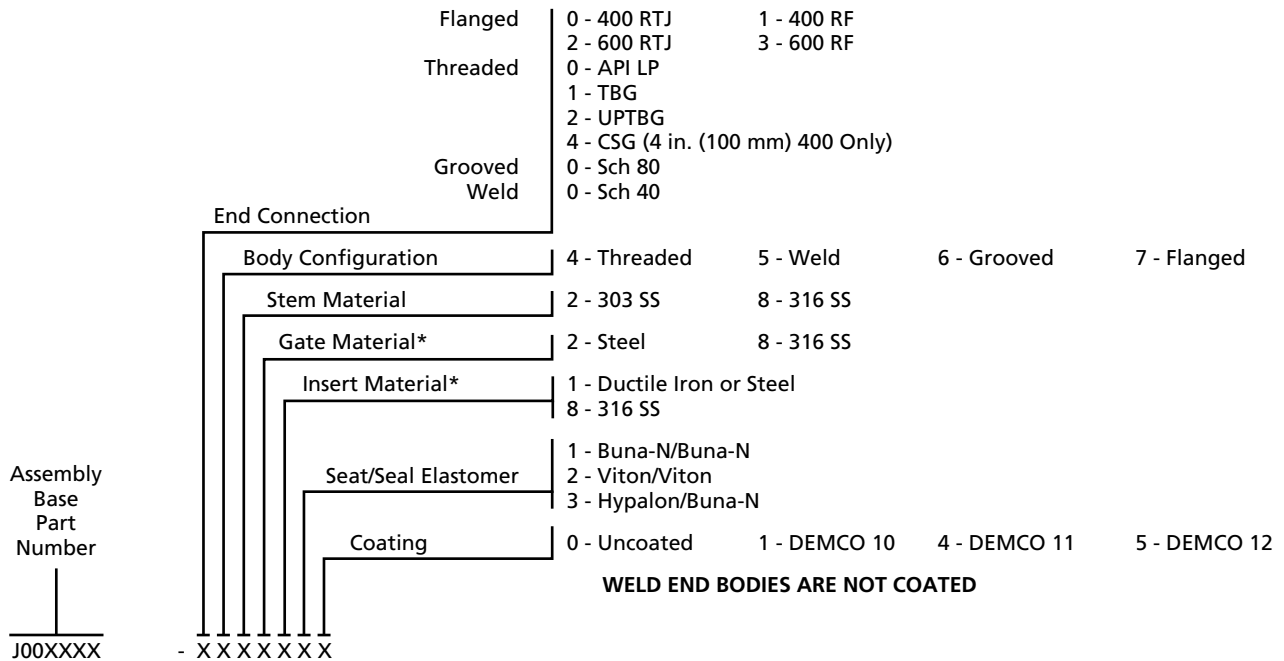 Flanged 0 - 400 RTJ 1 - 400 RF
2 - 600 RTJ 3 - 600 RF
Threaded 0 - API LP
1 - TBG
2 - UPTBG
4 - CSG (4 in. (100 mm) 400 Only)
Grooved 0 - Sch 80
Weld 0 - Sch 40
End Connection
Body Configuration 4 - Threaded 5 - Weld 6 - Grooved 7 - Flanged
Stem Material 2 - 303 SS 8 - 316 SS
Gate Material* 2 - Steel 8 - 316 SS
Insert Material* 1 - Ductile Iron or Steel
8 - 316 SS
1 - Buna-N/Buna-N
Seat/Seal Elastomer 2 - Viton/Viton
3 - Hypalon/Buna-N
Coating 0 - Uncoated 1 - DEMCO 10 4 - DEMCO 11 5 - DEMCO 12
WELD END BODIES ARE NOT COATED
Assembly
Base
Part
Number
J00XXXX - X X X X X X X